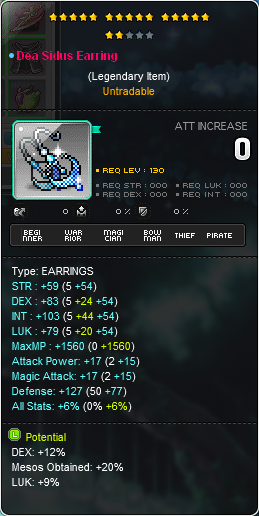 Dea Sidus Earring
(Legendary Item)
Untradable
ATT INCREASE
0
REQ LEV : 130
REQ STR : 000
REQ LUK : 000
REQ DEX : 000
REQ INT : 000
0 0 % 0 %
BEGINNER WARRIOR MAGICIAN BOWMAN THIEF PIRATE
Type: EARRINGS
STR : +59 (5 +54)
DEX : +83 (5 +24 +54)
INT : +103 (5 +44 +54)
LUK : +79 (5 +20 +54)
MaxMP : +1560 (0 +1560)
Attack Power: +17 (2 +15)
Magic Attack: +17 (2 +15)
Defense: +127 (50 +77)
All Stats: +6% (0% +6%)
L Potential
DEX: +12%
Mesos Obtained: +20%
LUK: +9%